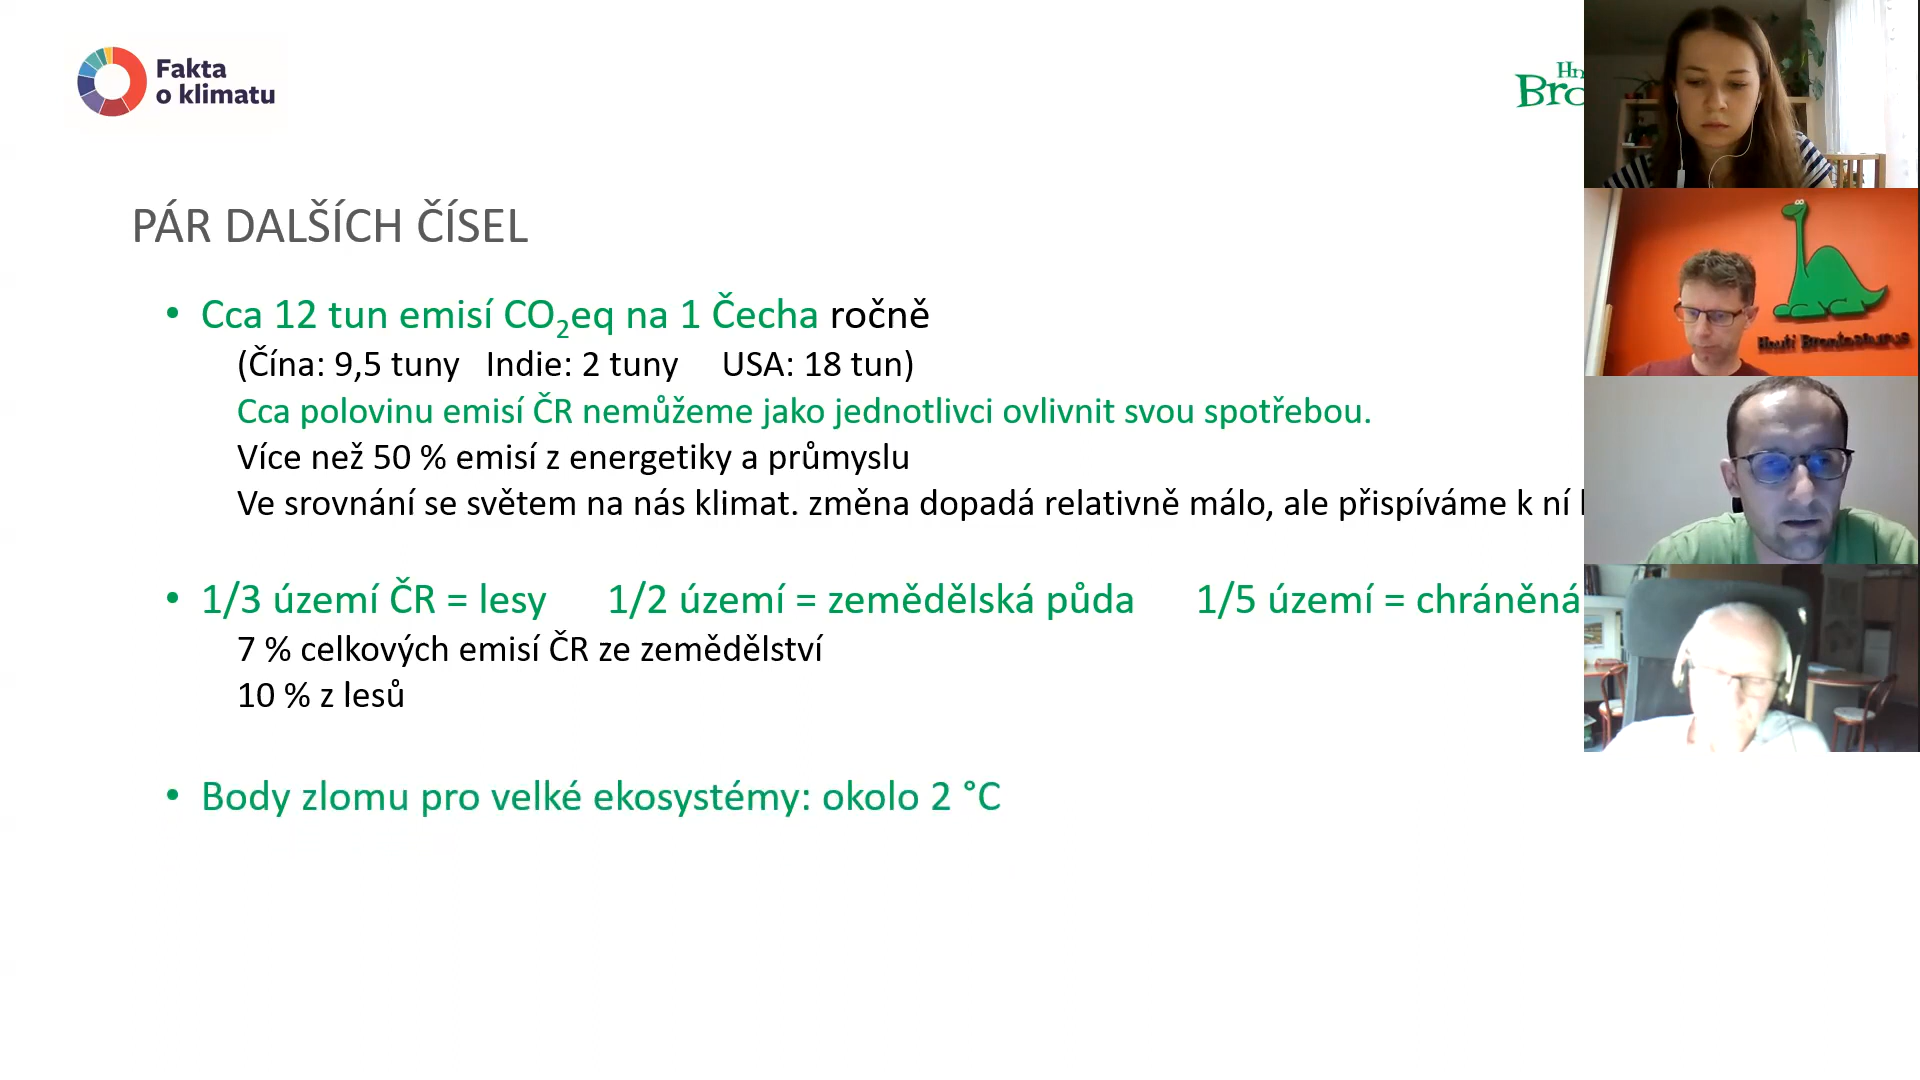 Fakta
o klimatu
PÁR DALŠÍCH ČÍSEL
• Cca 12 tun emisí CO₂eq na 1 Čecha ročně
(Čína: 9,5 tuny Indie: 2 tuny USA: 18 tun)
Cca polovinu emisí ČR nemůžeme jako jednotlivci ovlivnit svou spotřebou.
Více než 50 % emisí z energetiky a průmyslu
Ve srovnání se světem na nás klimat. změna dopadá relativně málo, ale přispíváme k ní
• 1/3 území ČR = lesy 1/2 území = zemědělská půda 1/5 území = chráněná
7 % celkových emisí ČR ze zemědělství
10 % z lesů
• Body zlomu pro velké ekosystémy: okolo 2 °C
Hnutí Brontosaurus